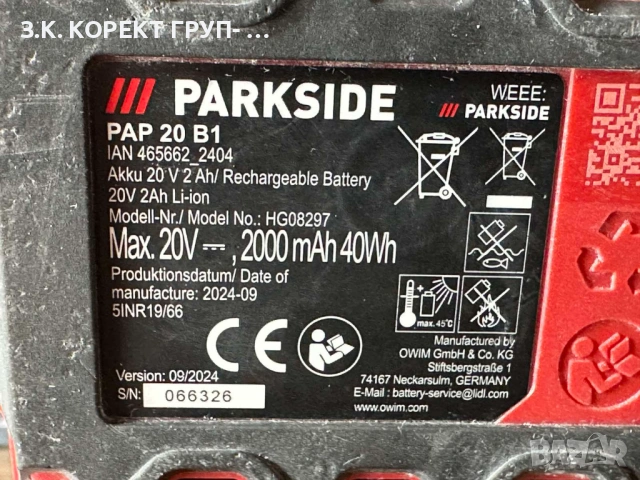 З.К. КОРЕКТ ГРУП- ...
PARKSIDE
WEEE:
PARKSIDE
PAP 20 B1
IAN 465662_2404
Akku 20 V 2 Ah/ Rechargeable Battery
20V 2Ah Li-ion
Modell-Nr./ Model No.: HG08297
Max. 20V ⎓, 2000 mAh 40Wh
Produktionsdatum/ Date of
manufacture: 2024-09
5INR19/66
max. 45°C
CE
Manufactured by
OWIM GmbH & Co. KG
Stiftsbergstraße 1
74167 Neckarsulm, GERMANY
E-Mail : battery-service@lidl.com
www.owim.com
Version: 09/2024
S/N: 066326
BAZAR